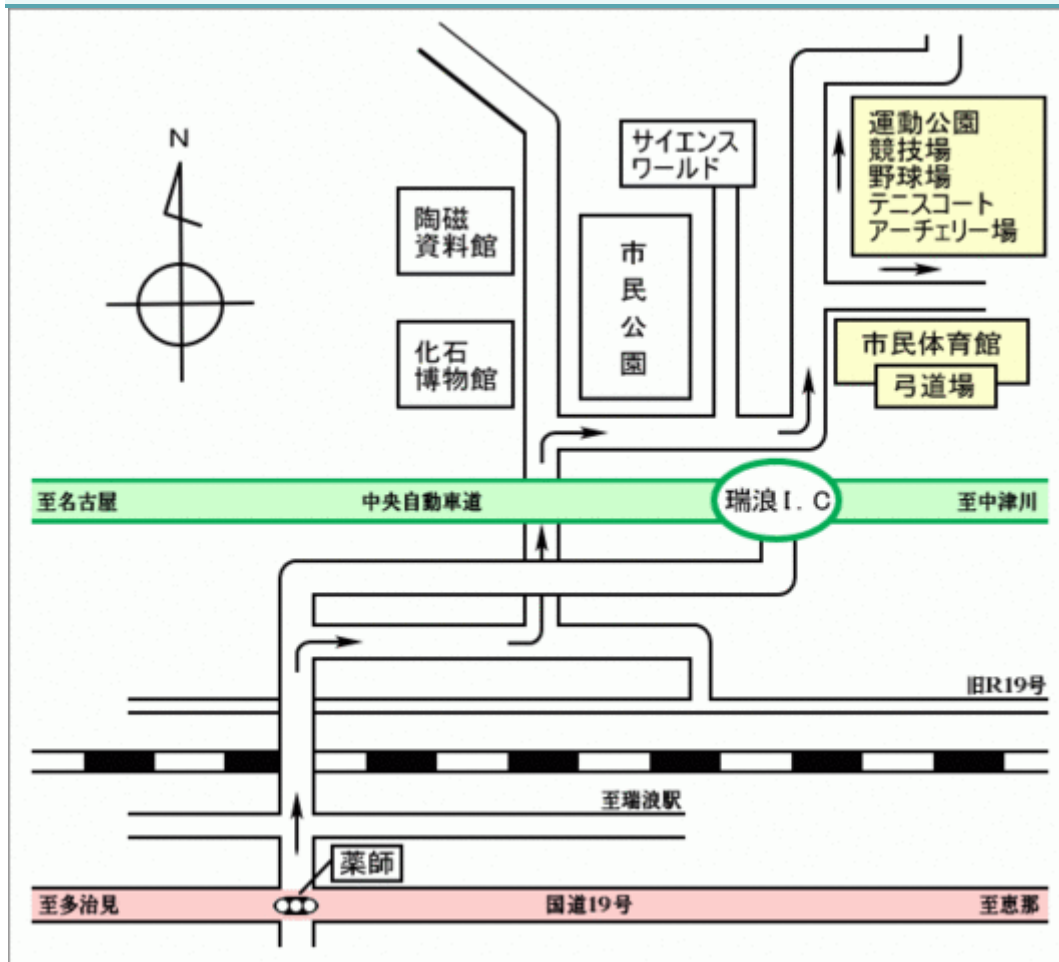 N
サイエンス
ワールド
運動公園
競技場
野球場
テニスコート
アーチェリー場
陶磁
資料館
市民公園
化石
博物館
市民体育館
弓道場
至名古屋
中央自動車道
瑞浪I.C
至中津川
旧R19号
至瑞浪駅
薬師
至多治見
国道19号
至恵那